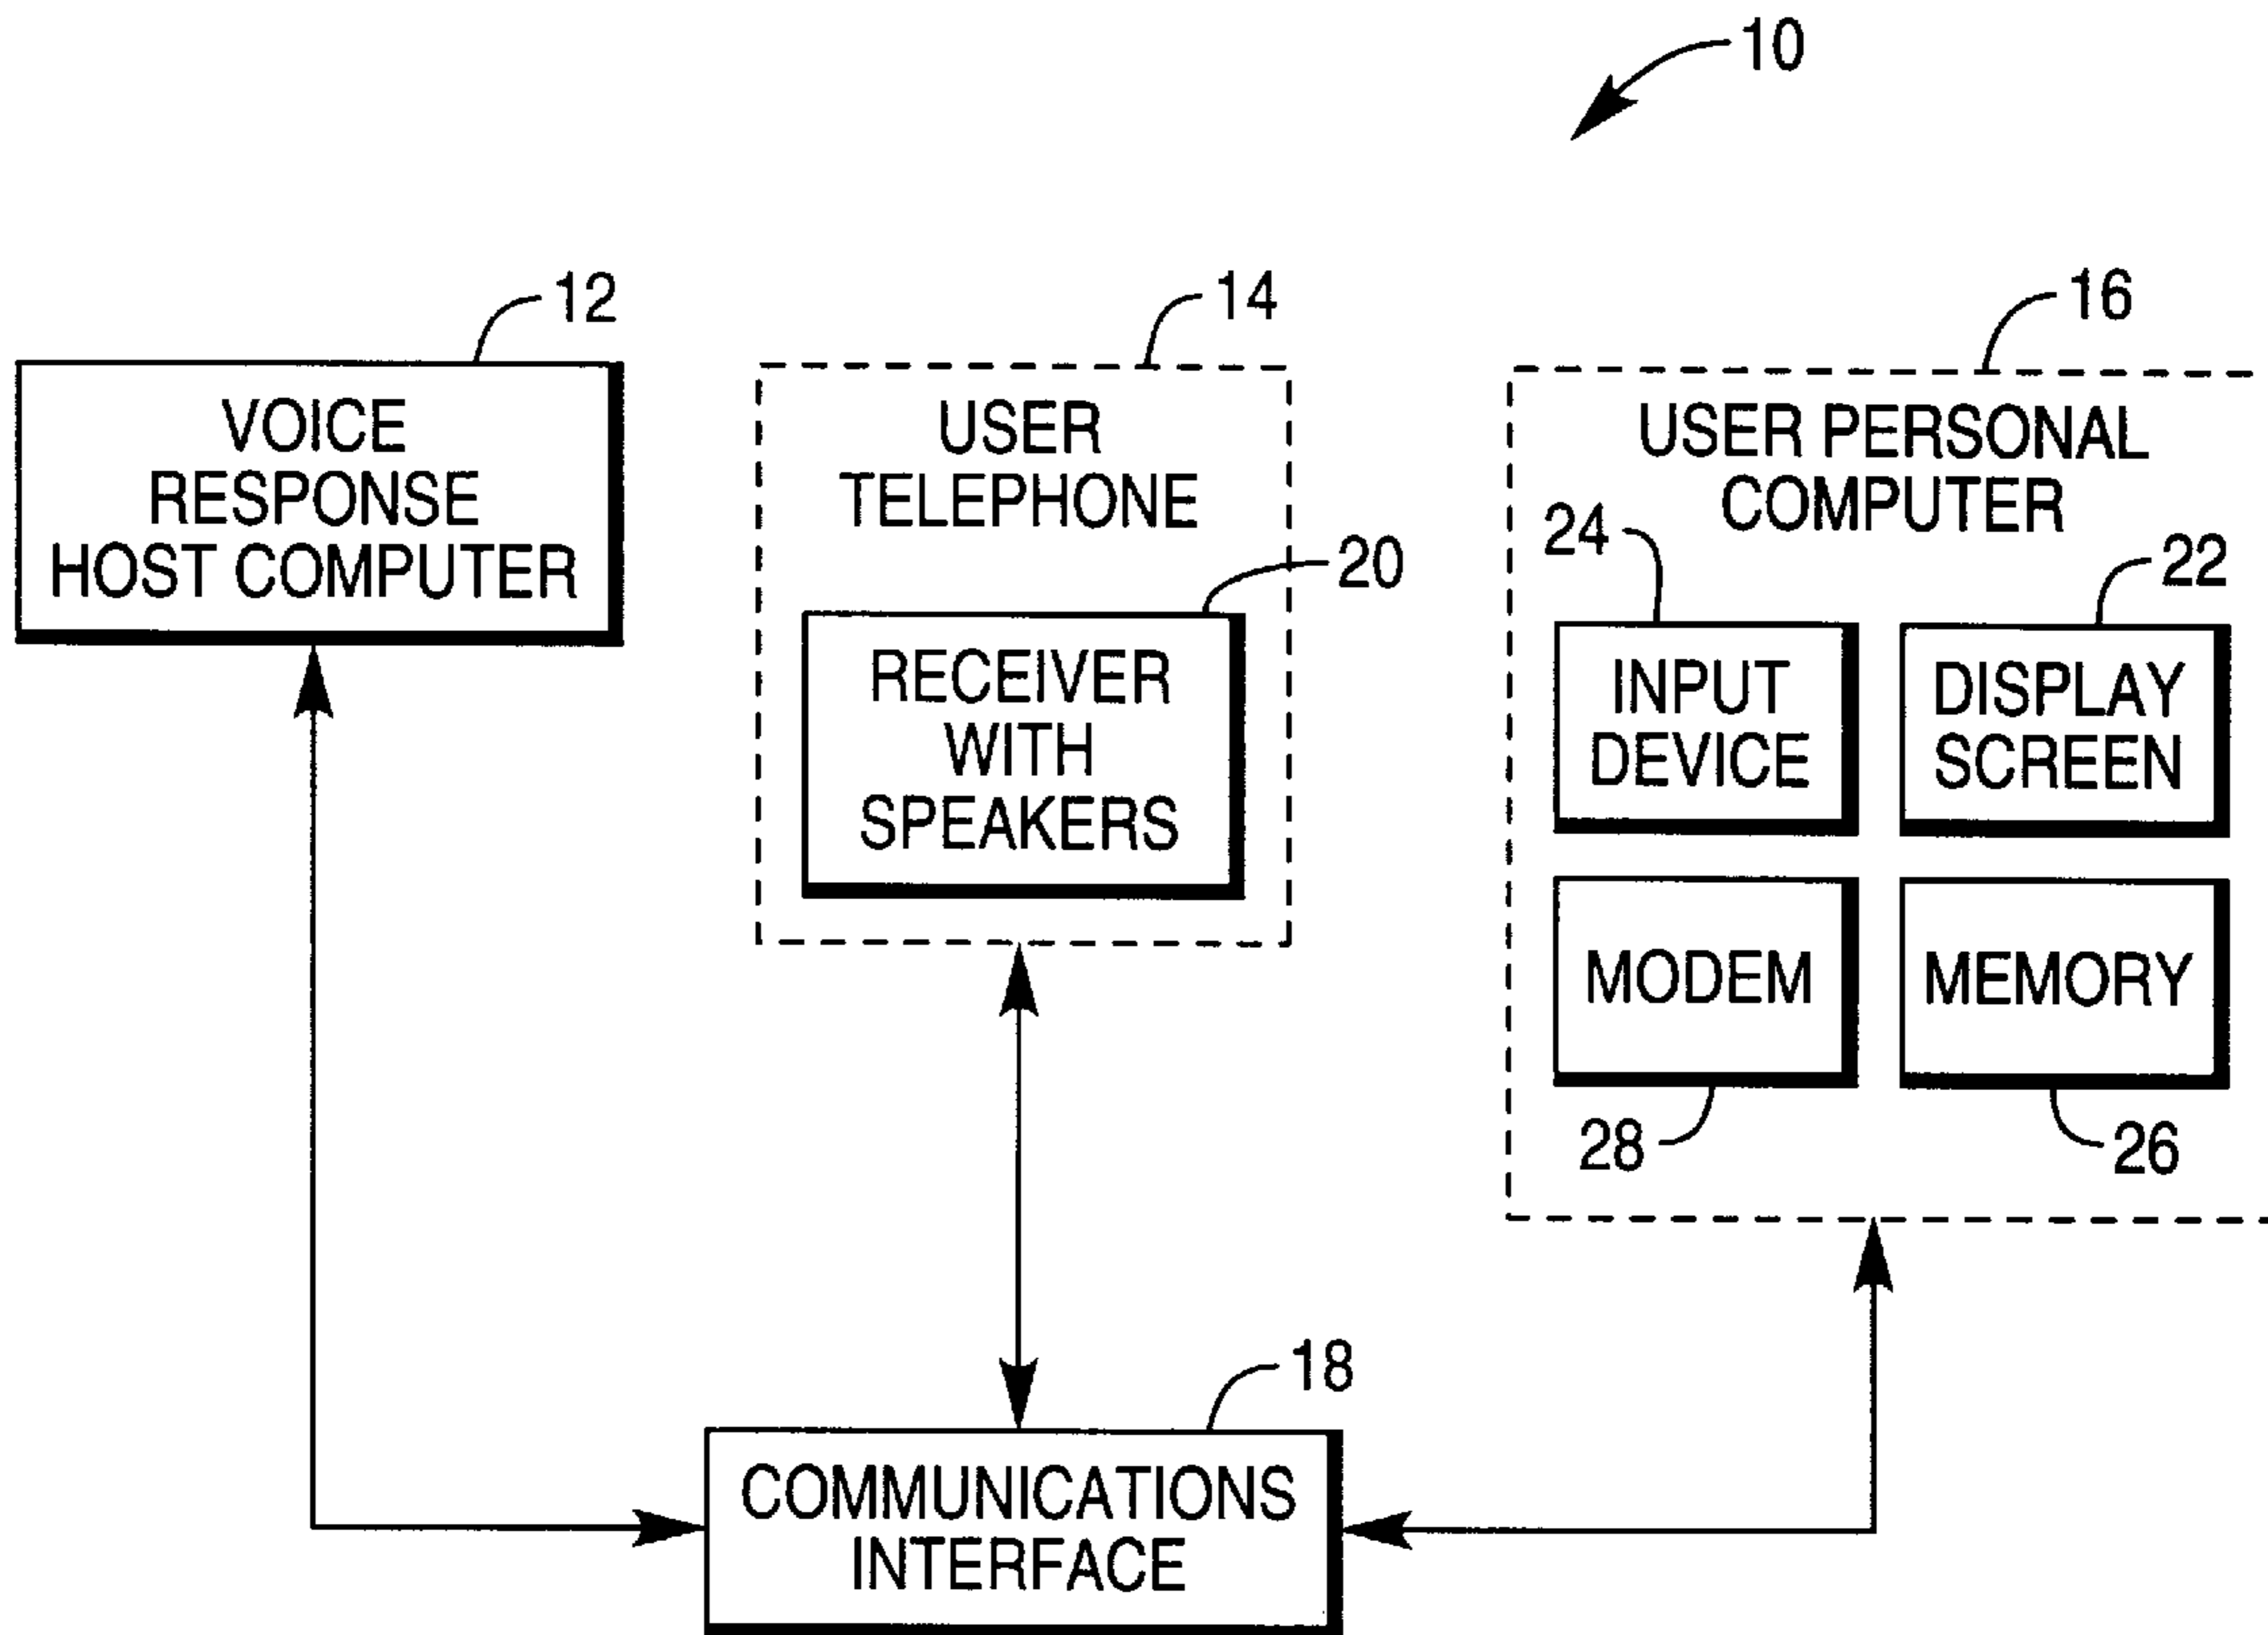 10
12
VOICE
RESPONSE
HOST COMPUTER
14
USER
TELEPHONE
20
RECEIVER
WITH
SPEAKERS
16
USER PERSONAL
COMPUTER
24
22
INPUT
DEVICE
DISPLAY
SCREEN
MODEM
MEMORY
28
26
18
COMMUNICATIONS
INTERFACE